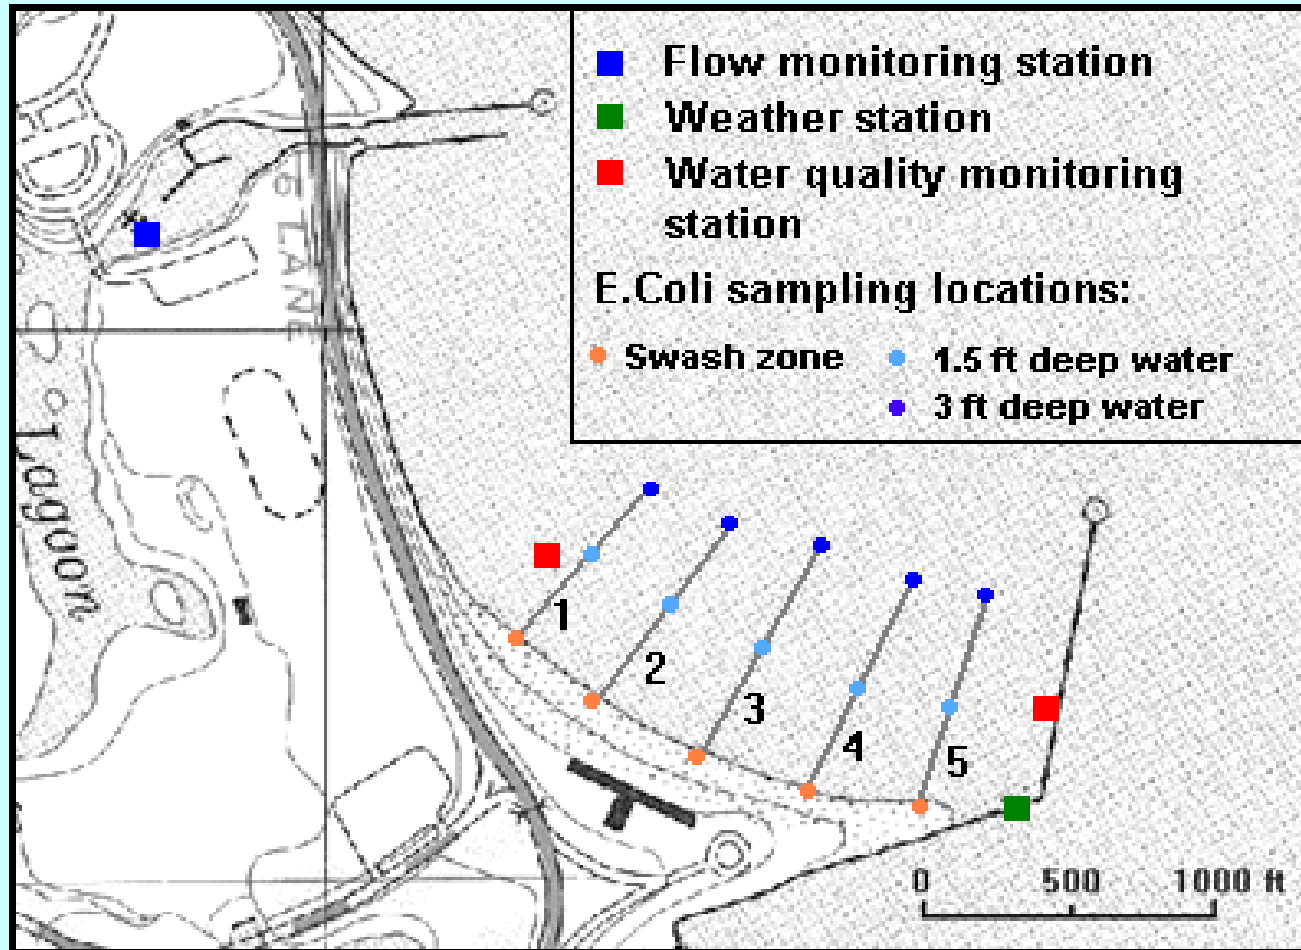 Flow monitoring station
Weather station
Water quality monitoring
station
E.Coli sampling locations:
Swash zone
1.5 ft deep water
3 ft deep water
6 LANE
Lagoon
1
2
3
4
5
0 500 1000 ft